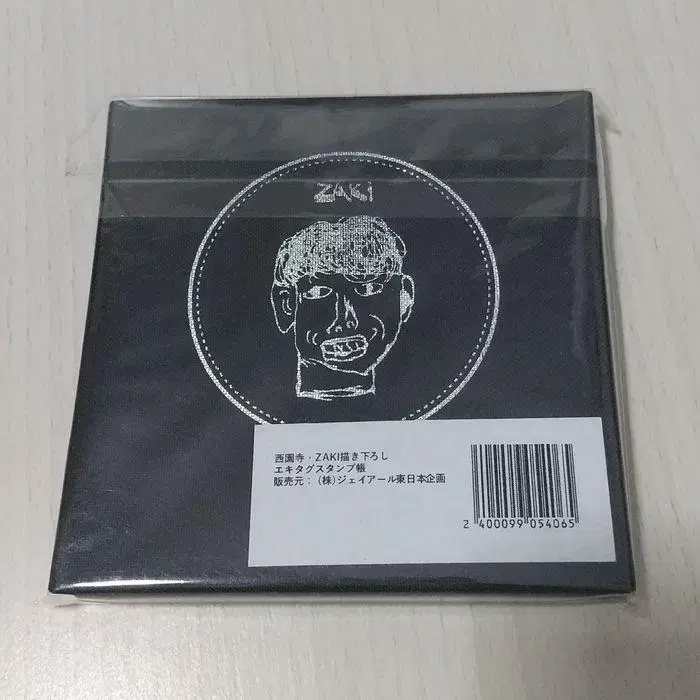 ZAKi
西園寺・ZAKI描き下ろし
エキタグスタンプ帳
販売元：(株)ジェイアール東日本企画
2 400099 054065